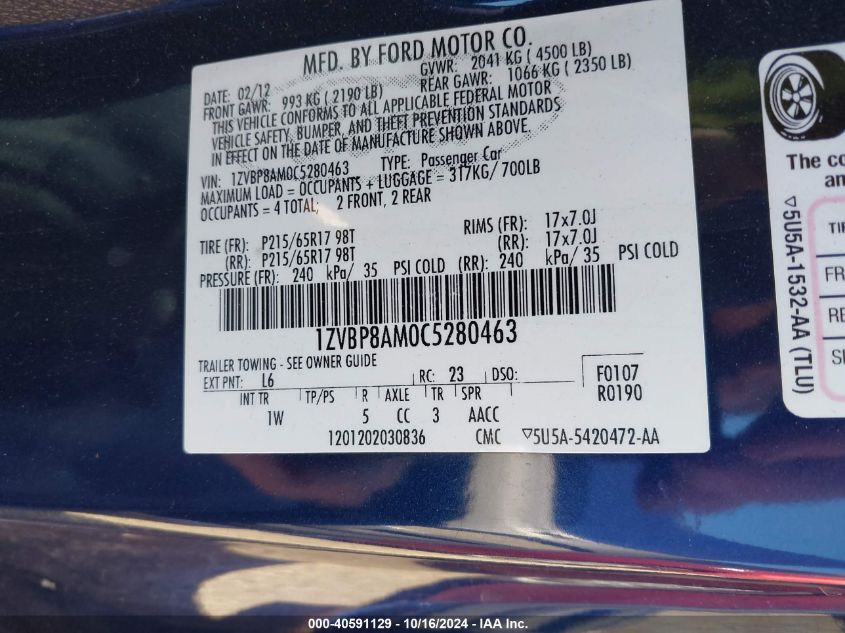 MFD. BY FORD MOTOR CO.
DATE: 02/12 GVWR: 2041 KG ( 4500 LB)
FRONT GAWR: 993 KG ( 2190 LB) REAR GAWR: 1066 KG ( 2350 LB)
THIS VEHICLE CONFORMS TO ALL APPLICABLE FEDERAL MOTOR
VEHICLE SAFETY, BUMPER, AND THEFT PREVENTION STANDARDS
IN EFFECT ON THE DATE OF MANUFACTURE SHOWN ABOVE.
VIN: 1ZVBP8AM0C5280463 TYPE: Passenger Car
MAXIMUM LOAD = OCCUPANTS + LUGGAGE = 317KG/ 700LB
OCCUPANTS = 4 TOTAL; 2 FRONT, 2 REAR
TIRE (FR): P215/65R17 98T RIMS (FR): 17x7.0J
(RR): P215/65R17 98T (RR): 17x7.0J
PRESSURE (FR): 240 kPa/ 35 PSI COLD (RR): 240 kPa/ 35 PSI COLD
1ZVBP8AM0C5280463
TRAILER TOWING - SEE OWNER GUIDE
EXT PNT: L6 RC: 23 DSO: F0107
INT TR TP/PS R AXLE TR SPR R0190
1W 5 CC 3 AACC
1201202030836 CMC ▽5U5A-5420472-AA
The co
an
▽5U5A-1532-AA (TLU)
TIR
FR
RE
SF
000-40591129 - 10/16/2024 - IAA Inc.